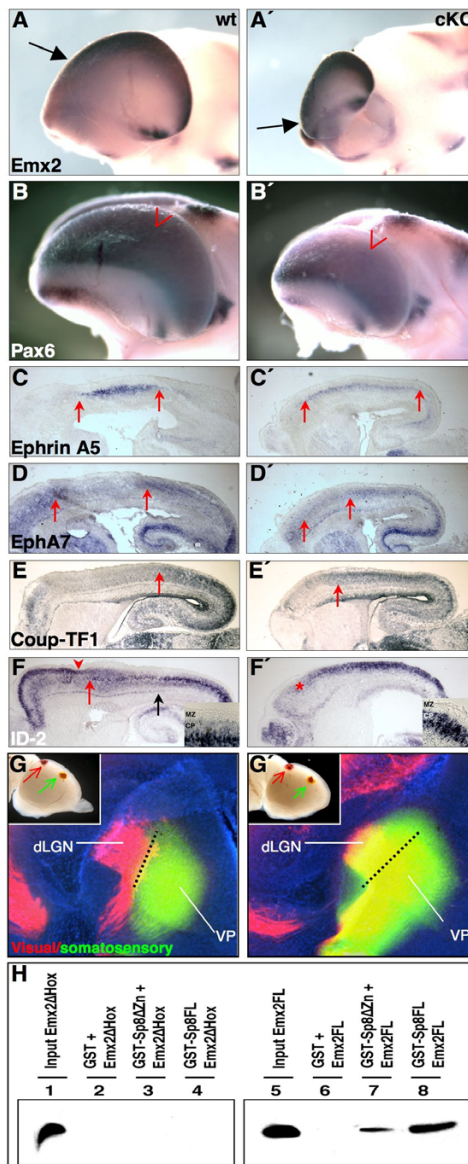 A wt
A´ cKO
Emx2
B
B´
Pax6
C
C´
Ephrin A5
D
D´
EphA7
E
E´
Coup-TF1
F
F´
MZ
CP
MZ
CP
ID-2
G
G´
dLGN
dLGN
VP
VP
Visual/somatosensory
H
Input Emx2ΔHox
GST + Emx2ΔHox
GST-Sp8ΔZn + Emx2ΔHox
GST-Sp8FL Emx2ΔHox
Input Emx2FL
GST + Emx2FL
GST-Sp8ΔZn + Emx2FL
GST-Sp8FL Emx2FL
1 2 3 4 5 6 7 8